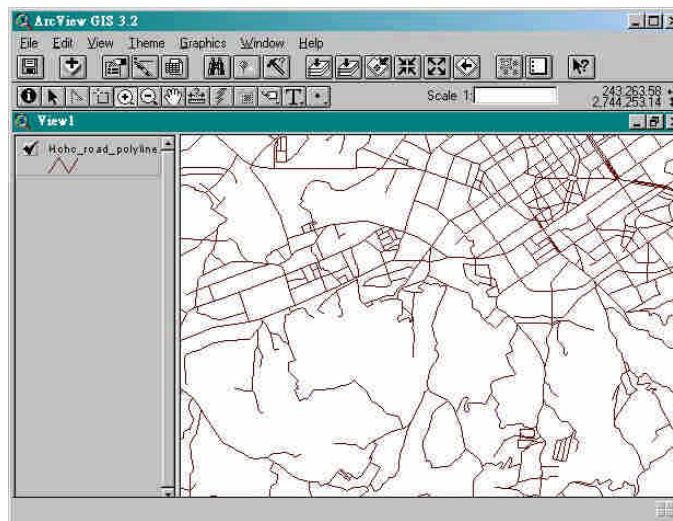 ArcView GIS 3.2
File Edit View Theme Graphics Window Help
Scale 1:
243,263.58
2,744,253.14
View1
Hoho_road_polyline